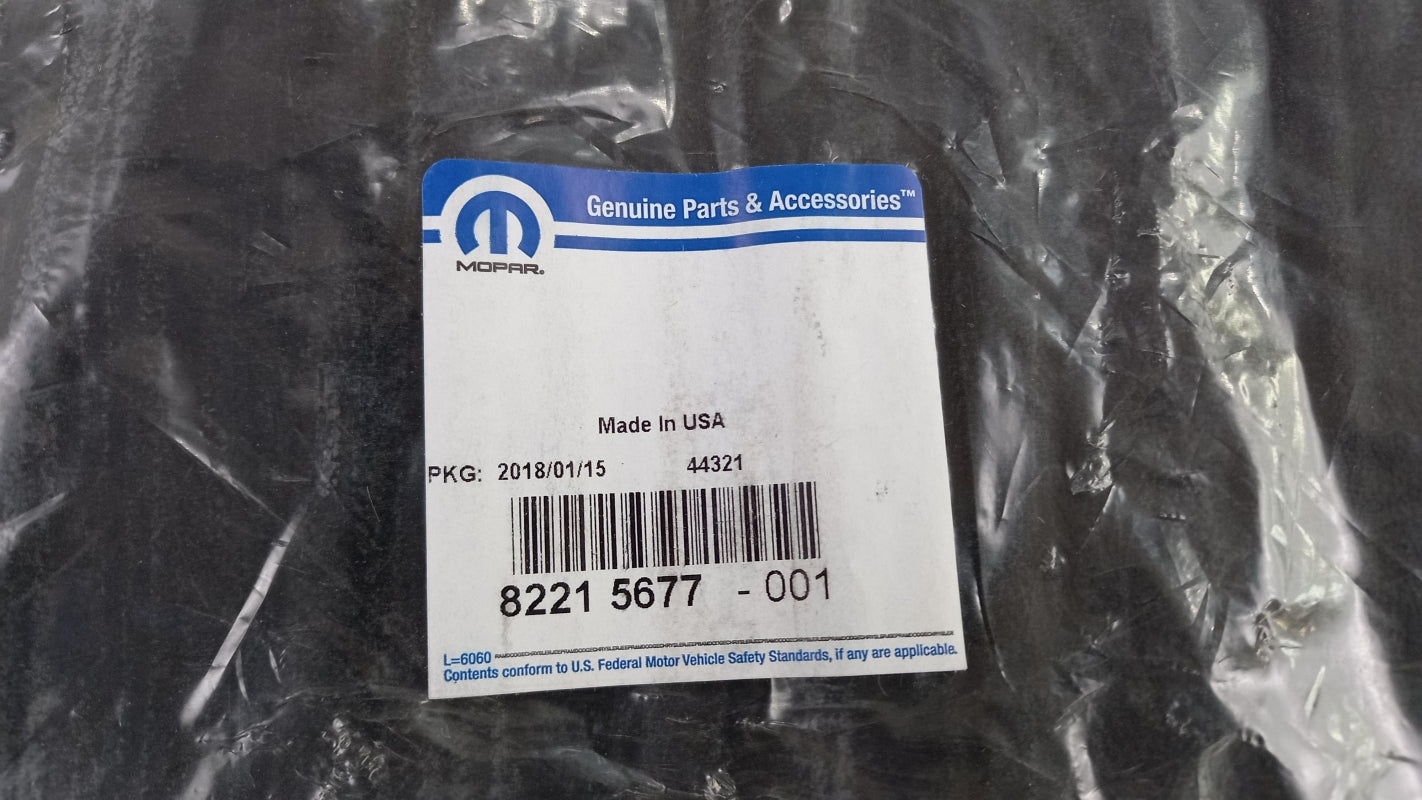 Genuine Parts & Accessories™
MOPAR.
Made In USA
PKG: 2018/01/15 44321
8221 5677 - 001
L=6060
Contents conform to U.S. Federal Motor Vehicle Safety Standards, if any are applicable.